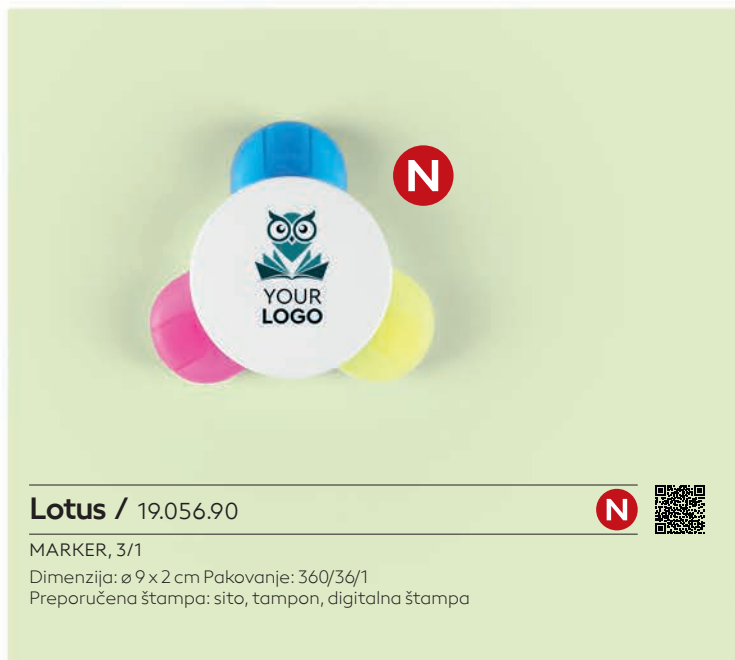 N
YOUR
LOGO
Lotus / 19.056.90
N
MARKER, 3/1
Dimenzija: ø 9 x 2 cm Pakovanje: 360/36/1
Preporučena štampa: sito, tampon, digitalna štampa